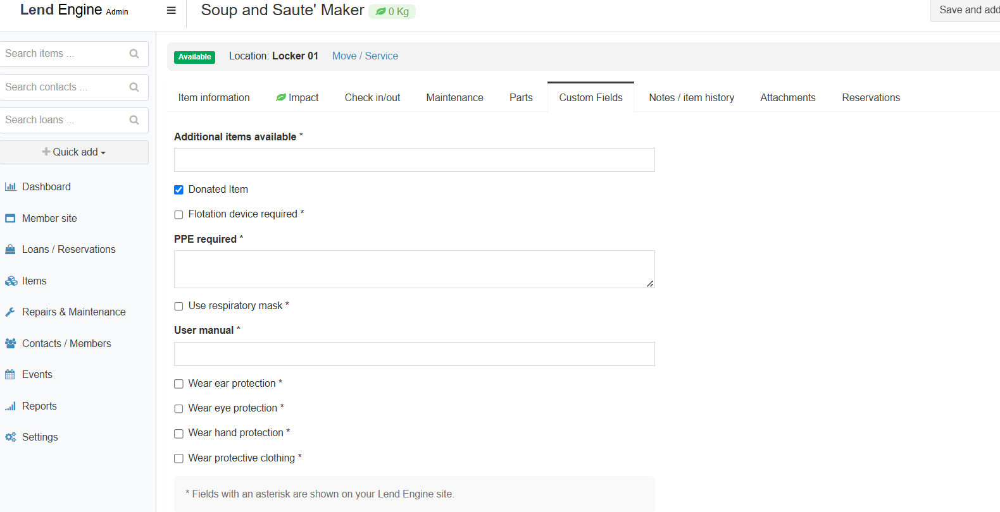 Lend Engine Admin
Soup and Saute' Maker 0 Kg
Save and add
Search items ...
Search contacts ...
Search loans ...
Quick add
Dashboard
Member site
Loans / Reservations
Items
Repairs & Maintenance
Contacts / Members
Events
Reports
Settings
Available Location: Locker 01 Move / Service
Item information Impact Check in/out Maintenance Parts Custom Fields Notes / item history Attachments Reservations
Additional items available *
Donated Item
Flotation device required *
PPE required *
Use respiratory mask *
User manual *
Wear ear protection *
Wear eye protection *
Wear hand protection *
Wear protective clothing *
* Fields with an asterisk are shown on your Lend Engine site.